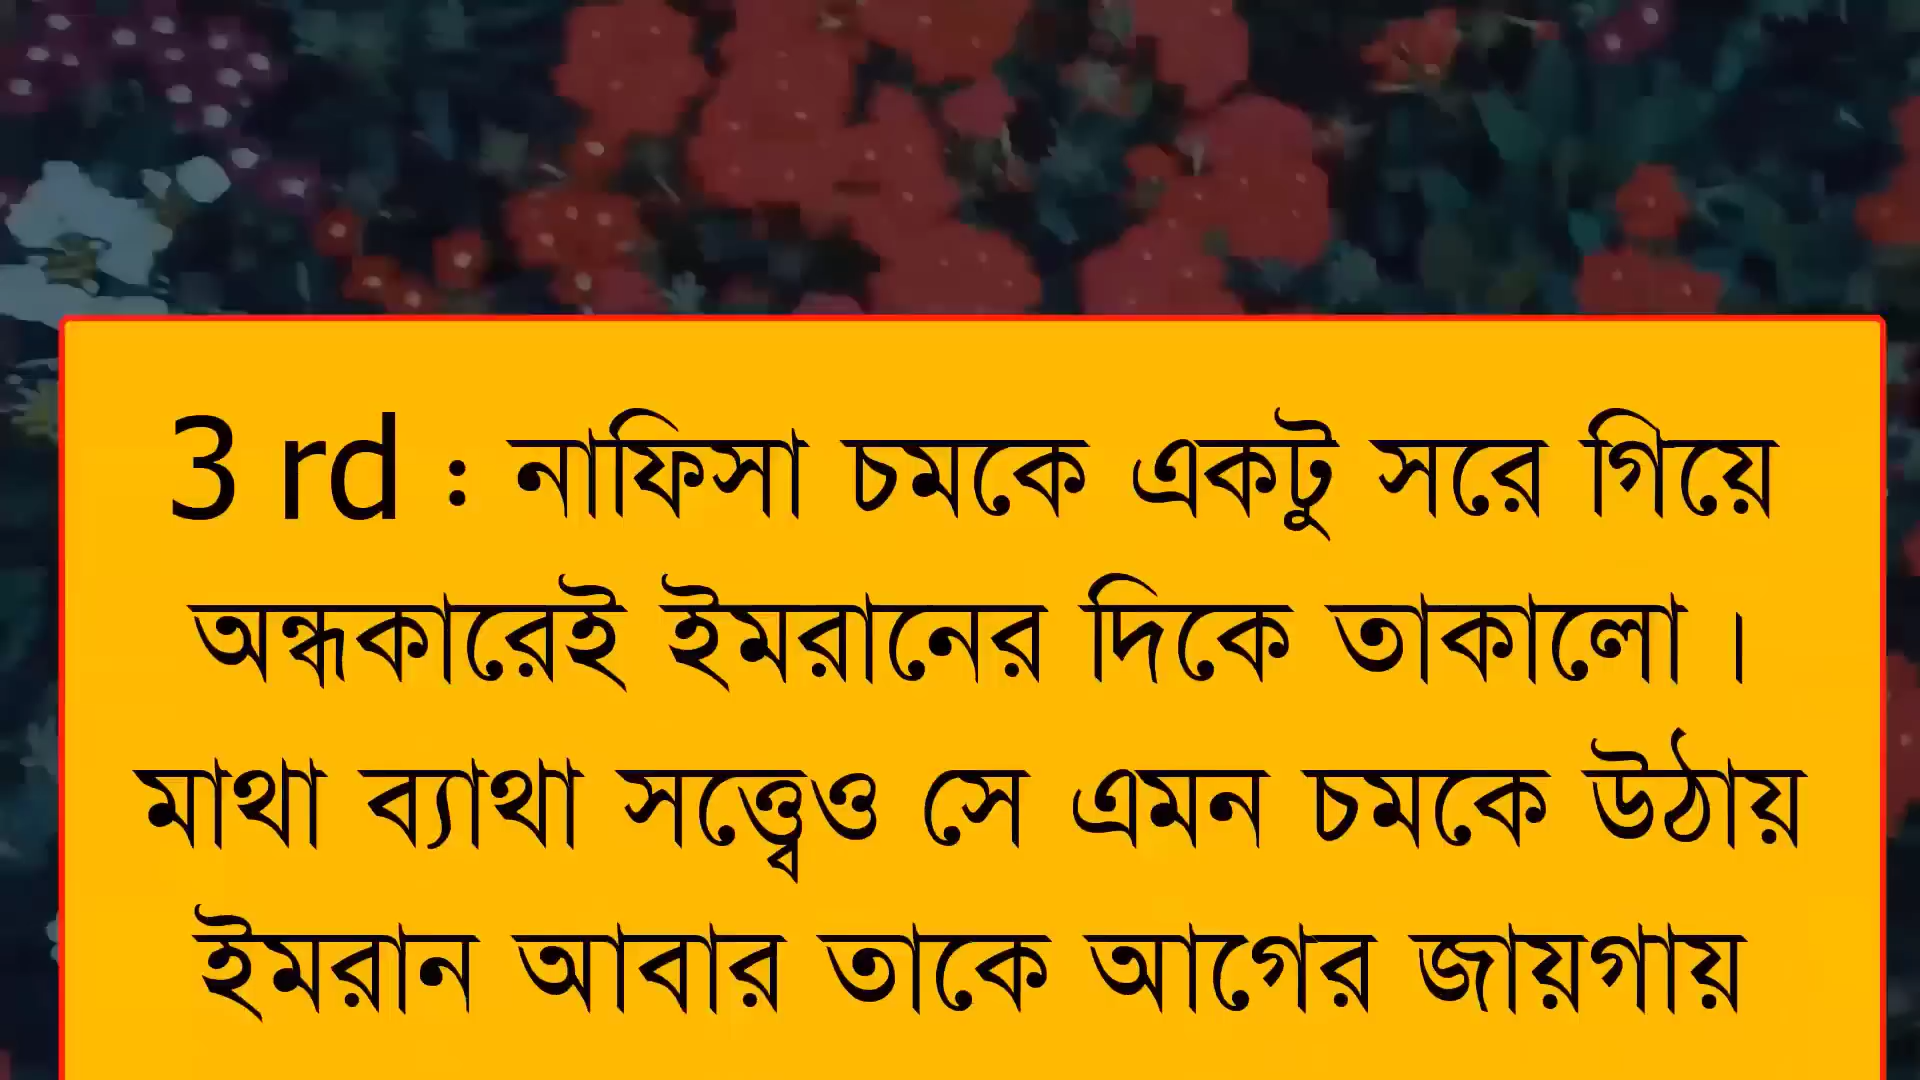 3 rd : নাফিসা চমকে একটু সরে গিয়ে
অন্ধকারেই ইমরানের দিকে তাকালো ।
মাথা ব্যাথা সত্ত্বেও সে এমন চমকে উঠায়
ইমরান আবার তাকে আগের জায়গায়